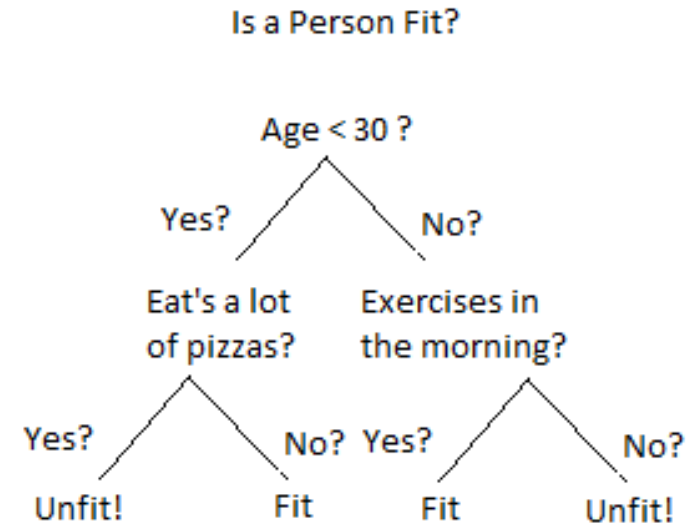 Is a Person Fit?
Age < 30 ?
Yes?
No?
Eat's a lot
of pizzas?
Exercises in
the morning?
Yes?
No?
Yes?
No?
Unfit!
Fit
Fit
Unfit!